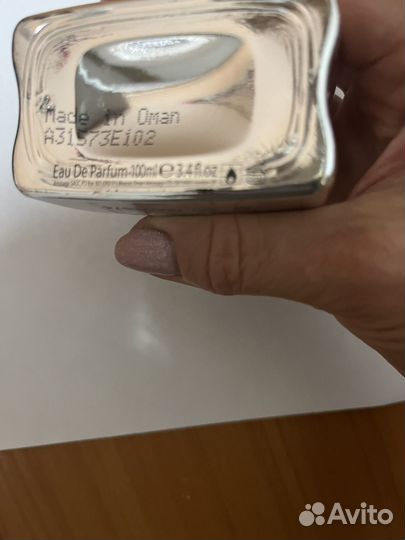 Made in Oman
A31573E102
Eau De Parfum-100ml ℮ 3.4 fl.oz
Avito